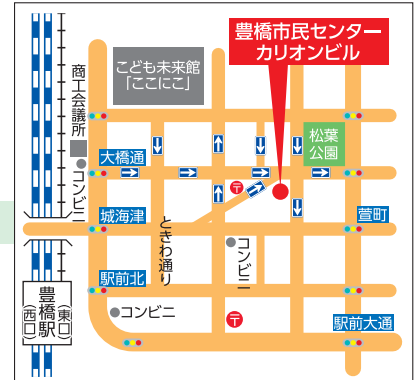 豊橋市民センター
カリオンビル
こども未来館
「ここにこ」
商工会議所
松葉
公園
大橋通
〒
コンビニ
城海津
萱町
ときわ通り
コンビニ
駅前北
豊橋駅
(東口)
(西口)
コンビニ
〒
駅前大通